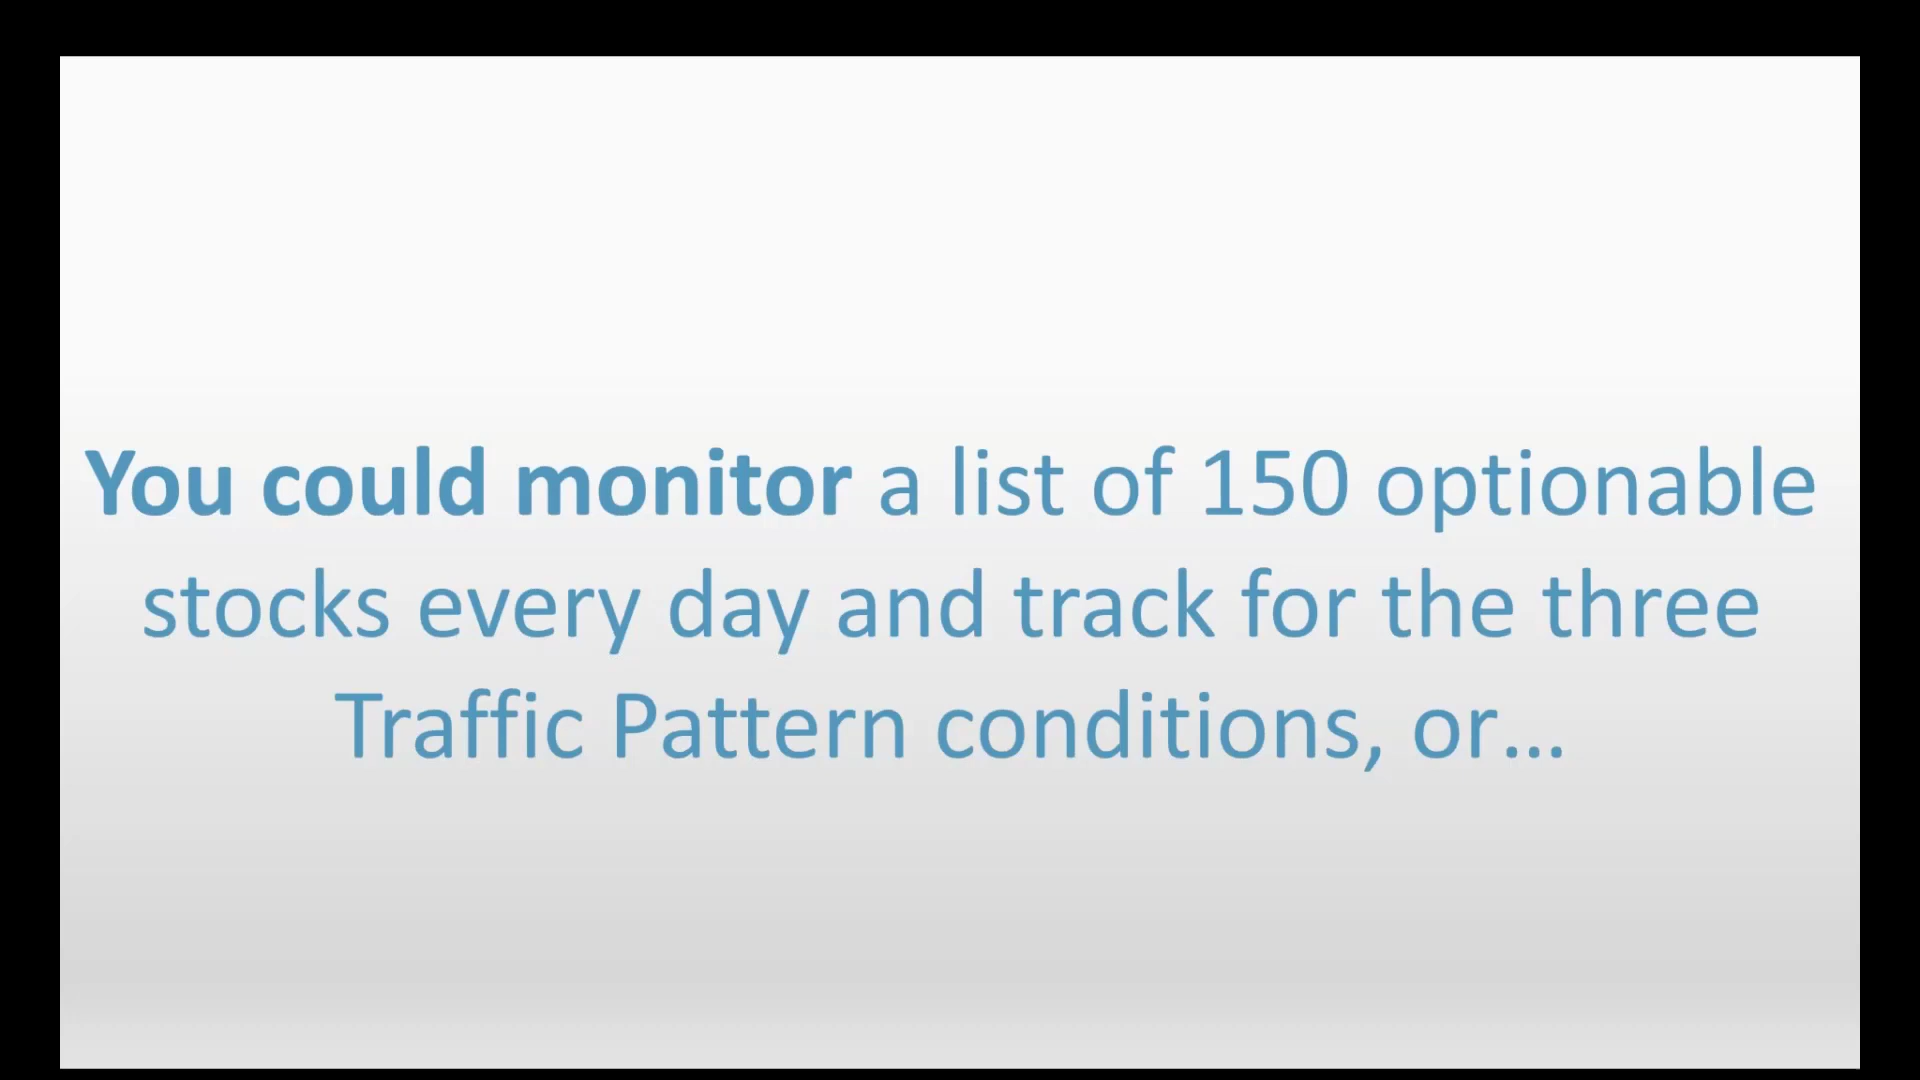 You could monitor a list of 150 optionable
stocks every day and track for the three
Traffic Pattern conditions, or...